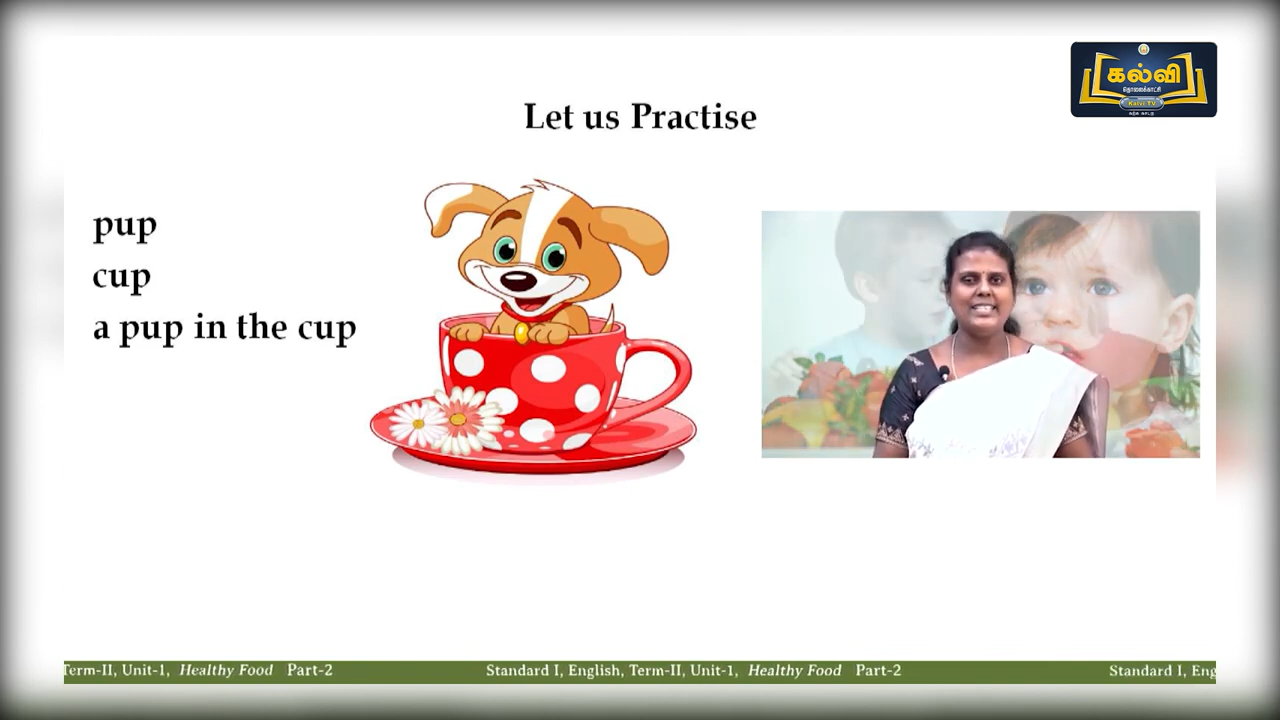 கல்வி
தொலைக்காட்சி
Kalvi TV
Let us Practise
pup
cup
a pup in the cup
Term-II, Unit-1, Healthy Food Part-2 Standard I, English, Term-II, Unit-1, Healthy Food Part-2 Standard I, Eng